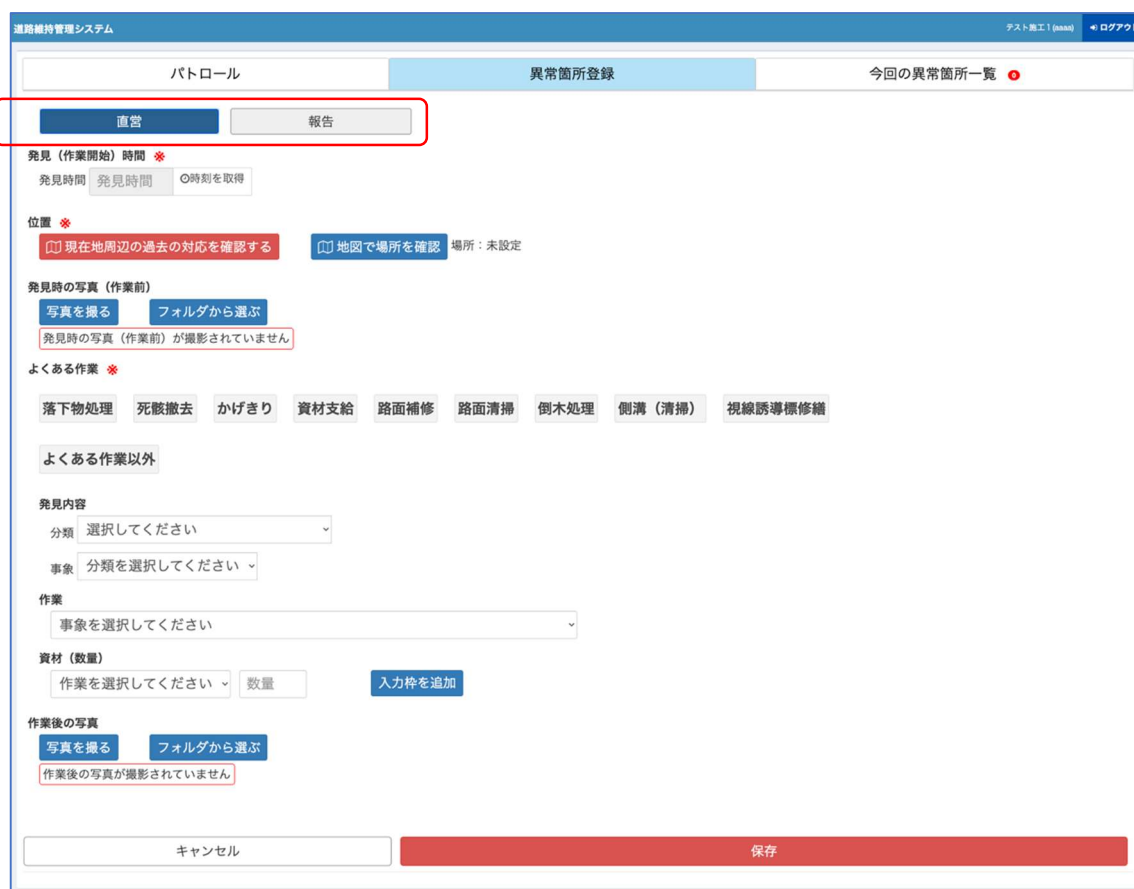 道路維持管理システム テスト施工1(aaaa) ログアウト
パトロール 異常箇所登録 今回の異常箇所一覧 0
直営 報告
発見（作業開始）時間 ※
発見時間 発見時間 時刻を取得
位置 ※
現在地周辺の過去の対応を確認する 地図で場所を確認 場所：未設定
発見時の写真（作業前）
写真を撮る フォルダから選ぶ
発見時の写真（作業前）が撮影されていません
よくある作業 ※
落下物処理 死骸撤去 かげきり 資材支給 路面補修 路面清掃 倒木処理 側溝（清掃） 視線誘導標修繕
よくある作業以外
発見内容
分類 選択してください
事象 分類を選択してください
作業
事象を選択してください
資材（数量）
作業を選択してください 数量 入力枠を追加
作業後の写真
写真を撮る フォルダから選ぶ
作業後の写真が撮影されていません
キャンセル 保存